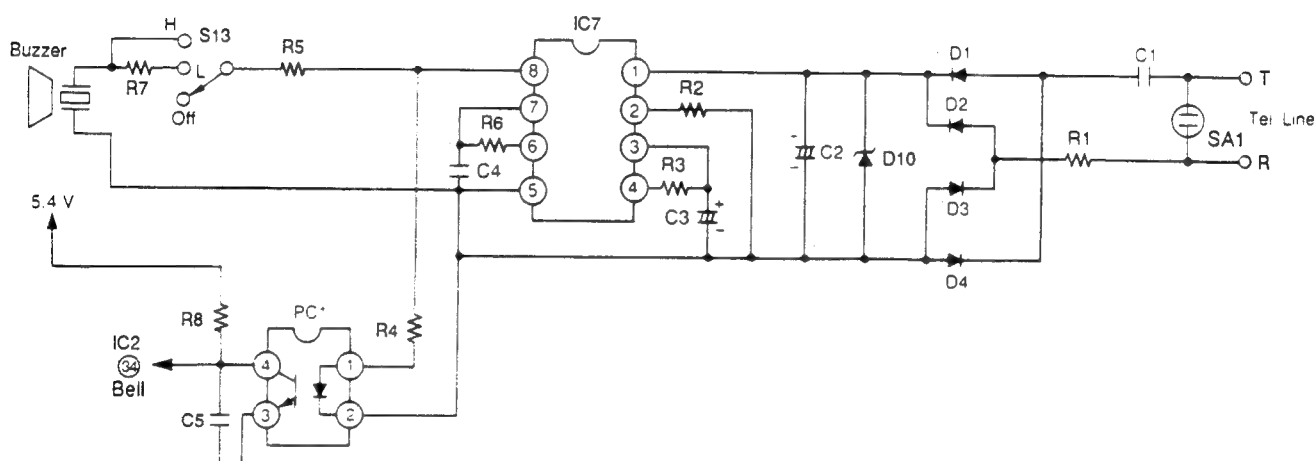 IC7
H
S13
Buzzer
R5
D1
C1
8
1
T
R7
L
R2
D2
7
2
Tel Line
Off
R6
SA1
R1
6
3
C2
D10
R
C4
R3
5
4
D3
5.4 V
C3
+
-
D4
R8
PC*
R4
IC2
34
4
1
Bell
C5
3
2